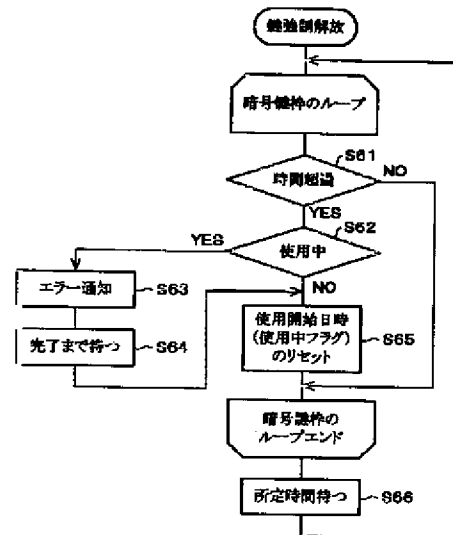 鍵強制解放
暗号鍵枠のループ
S61
時間超過
NO
YES
S62
YES
使用中
NO
エラー通知
S63
使用開始日時
(使用中フラグ)
のリセット
S65
完了まで待つ
S64
暗号鍵枠の
ループエンド
所定時間待つ
S66